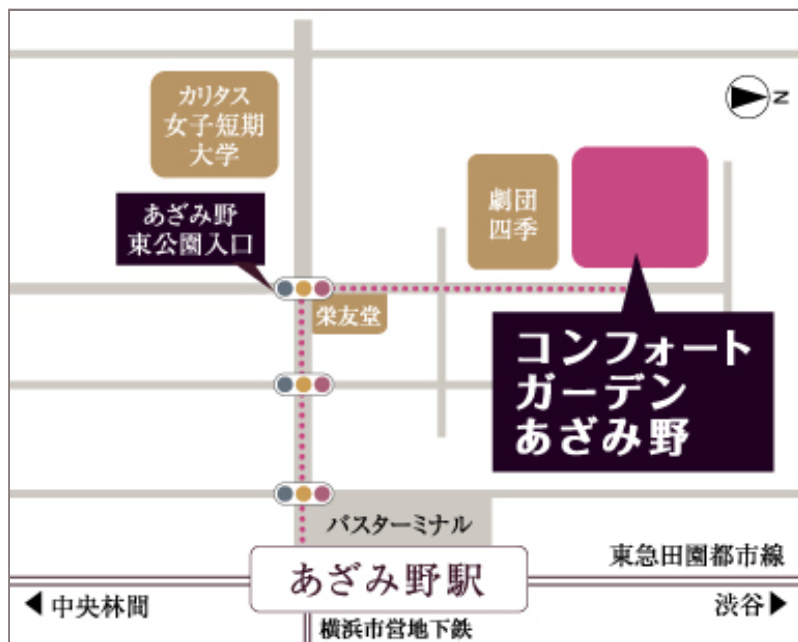 カリタス
女子短期
大学
N
あざみ野
東公園入口
劇団
四季
栄友堂
コンフォート
ガーデン
あざみ野
バスターミナル
東急田園都市線
あざみ野駅
◀中央林間
渋谷▶
横浜市営地下鉄